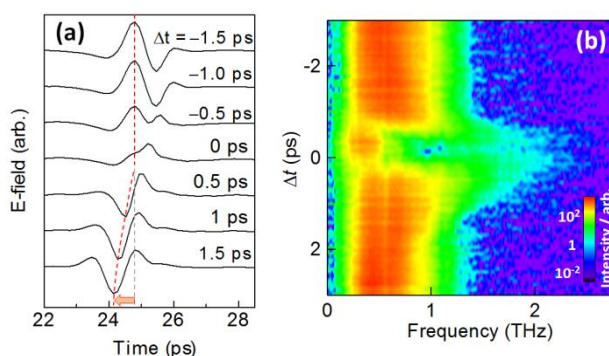 (a)
Δt = −1.5 ps
−1.0 ps
−0.5 ps
0 ps
0.5 ps
1 ps
1.5 ps
E-field (arb.)
22 24 26 28
Time (ps)
(b)
-2
0
2
Δt (ps)
10²
1
10⁻²
Intensity / arb
0 1 2
Frequency (THz)